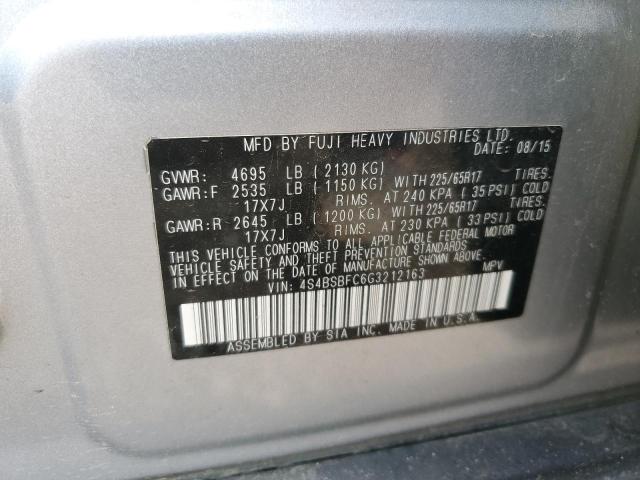 MFD BY FUJI HEAVY INDUSTRIES LTD.
DATE: 08/15
GVWR: 4695 LB (2130 KG)
GAWR:F 2535 LB (1150 KG) WITH 225/65R17 TIRES.
17X7J RIMS. AT 240 KPA (35 PSI) COLD
GAWR:R 2645 LB (1200 KG) WITH 225/65R17 TIRES.
17X7J RIMS. AT 230 KPA (33 PSI) COLD
THIS VEHICLE CONFORMS TO ALL APPLICABLE FEDERAL MOTOR
VEHICLE SAFETY AND THEFT PREVENTION STANDARDS IN EFFECT
ON THE DATE OF MANUFACTURE SHOWN ABOVE.
VIN: 4S4BSBFC6G3212163 MPV
ASSEMBLED BY SIA INC. MADE IN U.S.A.